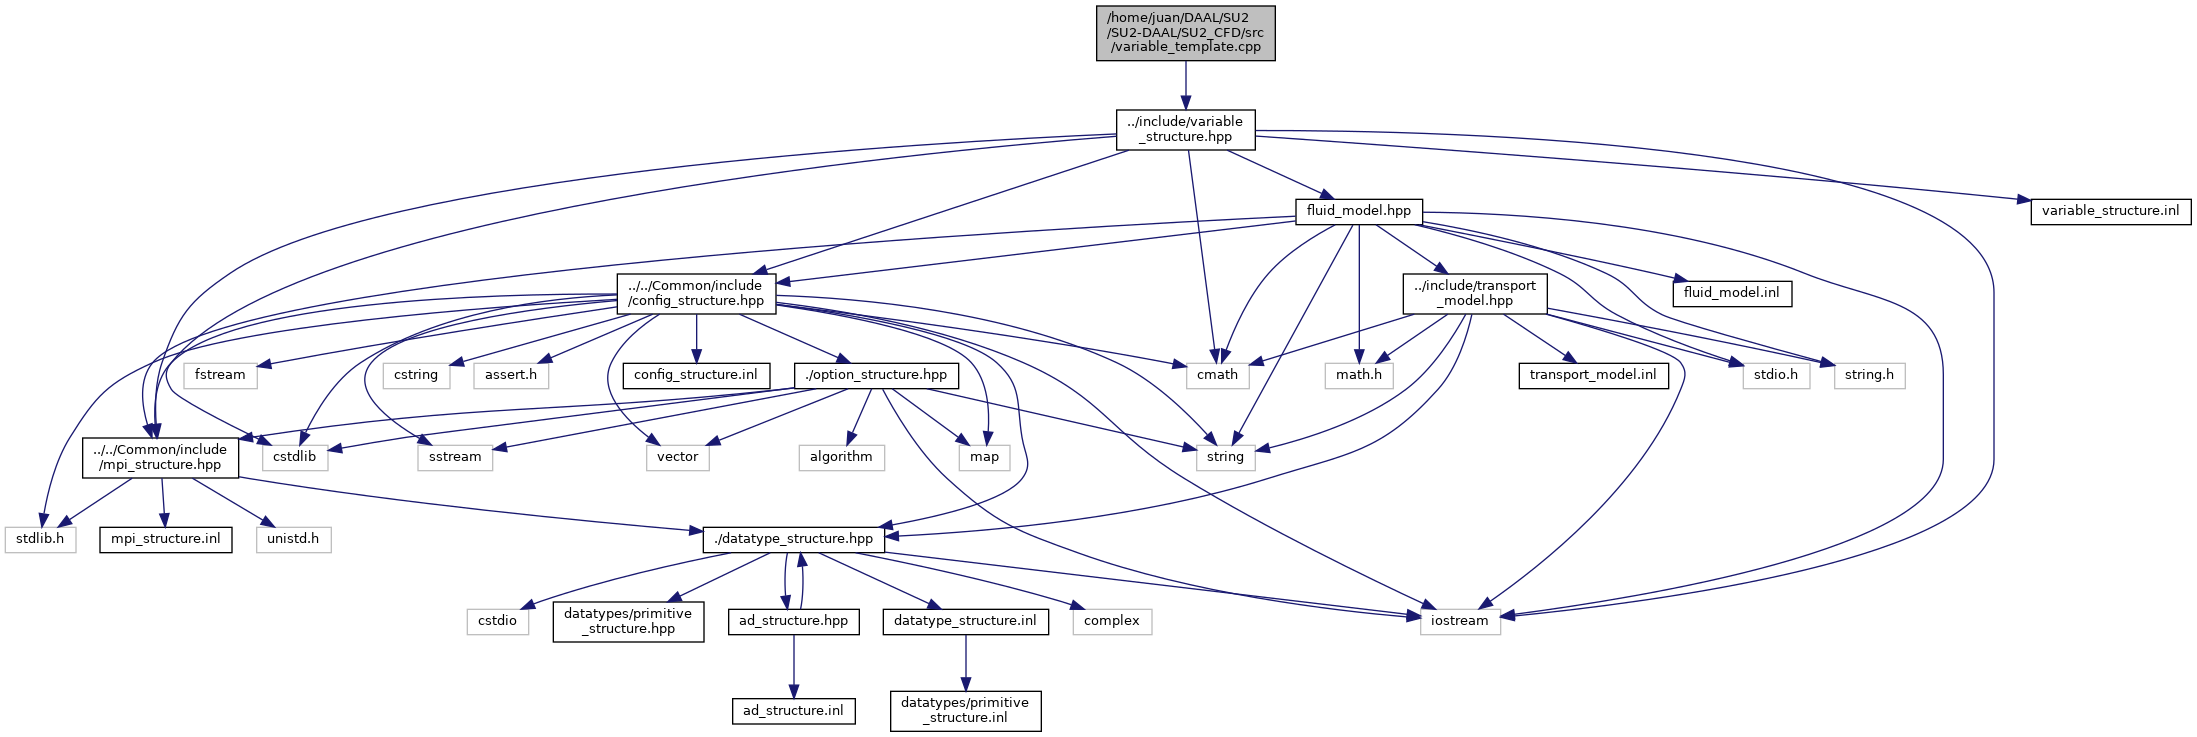 /home/juan/DAAL/SU2
/SU2-DAAL/SU2_CFD/src
/variable_template.cpp
../include/variable
_structure.hpp
fluid_model.hpp
variable_structure.inl
../../Common/include
/config_structure.hpp
../include/transport
_model.hpp
fluid_model.inl
fstream
cstring
assert.h
config_structure.inl
./option_structure.hpp
cmath
math.h
transport_model.inl
stdio.h
string.h
../../Common/include
/mpi_structure.hpp
cstdlib
sstream
vector
algorithm
map
string
stdlib.h
mpi_structure.inl
unistd.h
./datatype_structure.hpp
cstdio
datatypes/primitive
_structure.hpp
ad_structure.hpp
datatype_structure.inl
complex
iostream
ad_structure.inl
datatypes/primitive
_structure.inl